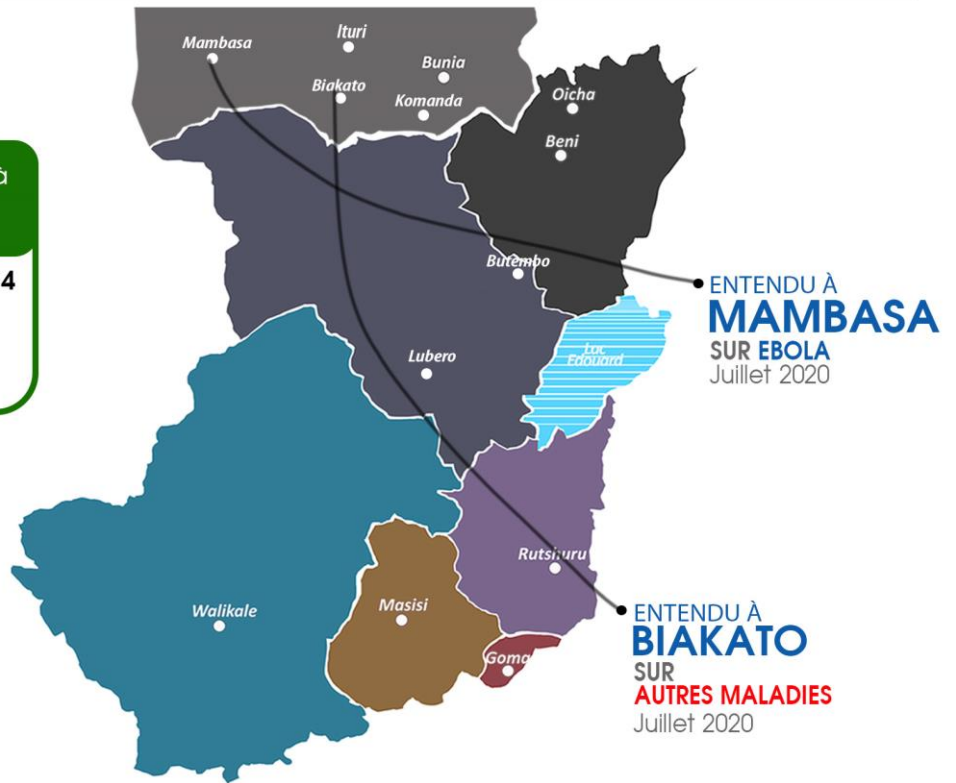 à
4
Mambasa
Ituri
Bunia
Biakato
Komanda
Oicha
Beni
Butembo
Lac
Edouard
Lubero
Rutshuru
Walikale
Masisi
Goma
ENTENDU À
MAMBASA
SUR EBOLA
Juillet 2020
ENTENDU À
BIAKATO
SUR
AUTRES MALADIES
Juillet 2020